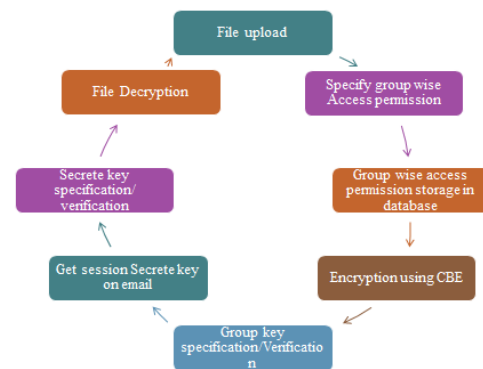 File upload
Specify group wise
Access permission
Group wise access
permission storage in
database
Encryption using CBE
Group key
specification/Verificatio
n
Get session Secrete key
on email
Secrete key
specification/
verification
File Decryption